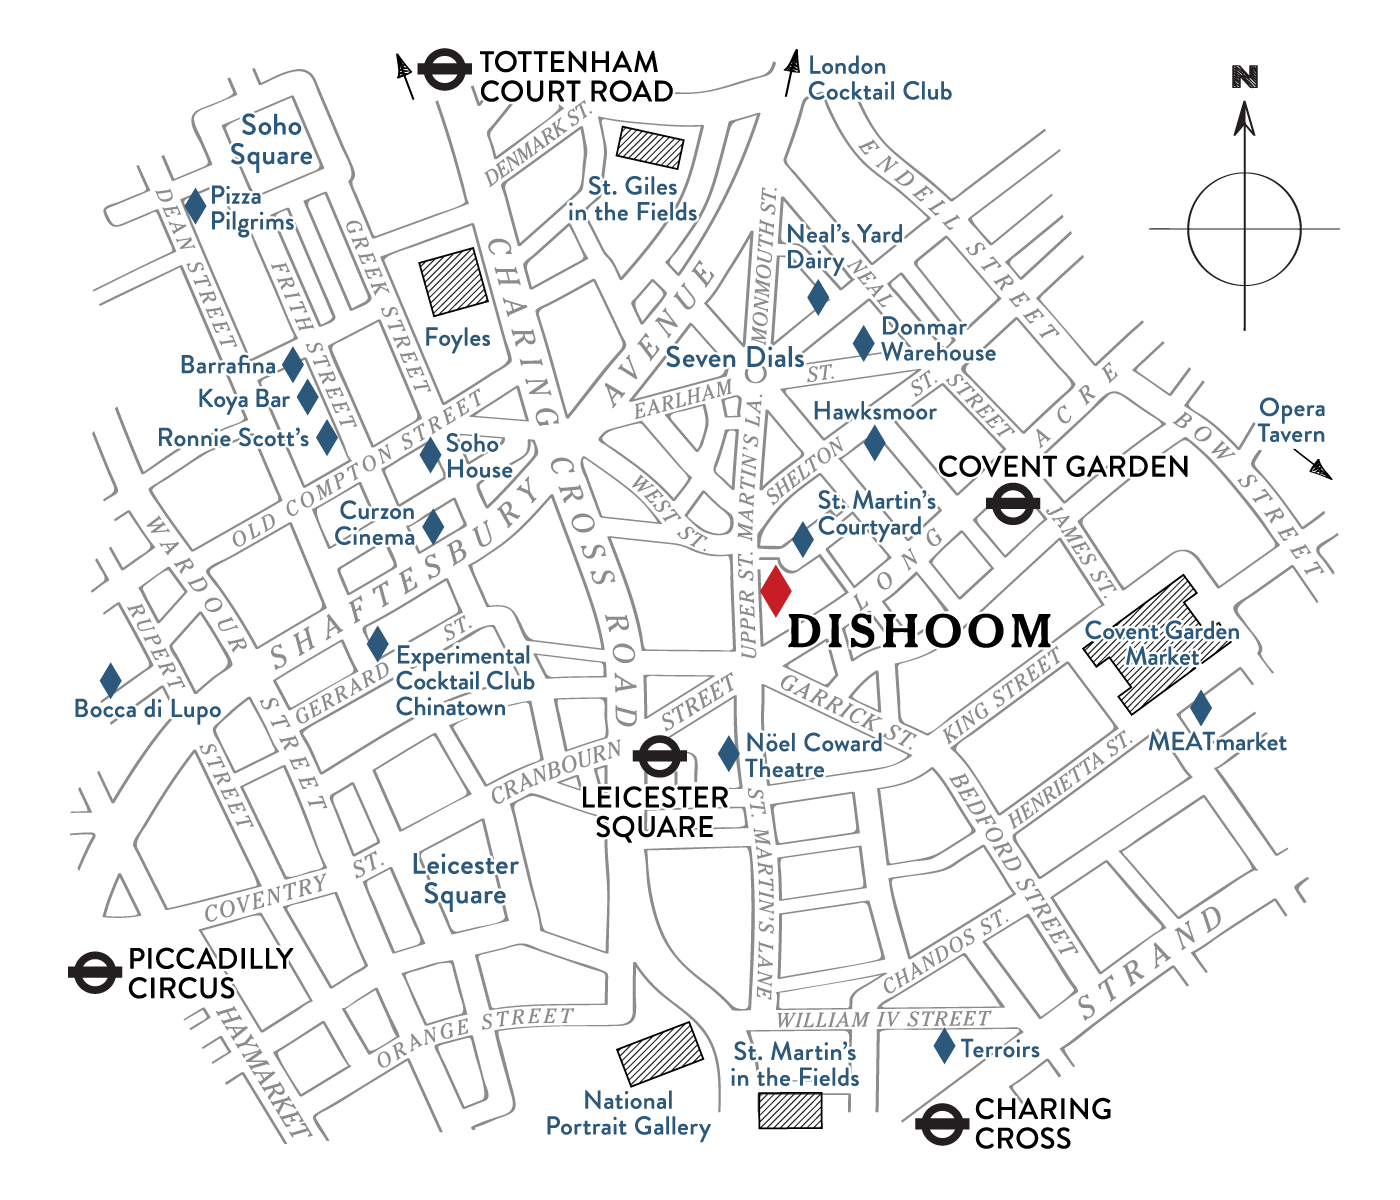 TOTTENHAM
COURT ROAD
London
Cocktail Club
N
Soho
Square
DENMARK ST.
ENDELL STREET
St. Giles
in the Fields
Pizza
Pilgrims
DEAN STREET
GREEK STREET
FRITH STREET
CHARING CROSS ROAD
MONMOUTH ST.
Neal's Yard
Dairy
NEAL STREET
Foyles
SHAFTESBURY AVENUE
Seven Dials
Donmar
Warehouse
Barrafina
Koya Bar
Ronnie Scott's
EARLHAM ST.
SHELTON ST.
Hawksmoor
LONG ACRE
BOW STREET
Opera
Tavern
OLD COMPTON STREET
Soho
House
COVENT GARDEN
WEST ST.
UPPER ST. MARTIN'S LA.
St. Martin's
Courtyard
JAMES ST.
Curzon
Cinema
WARDOUR STREET
RUPERT STREET
DISHOOM
Covent Garden
Market
Experimental
Cocktail Club
Chinatown
GERRARD ST.
Bocca di Lupo
GARRICK ST.
KING STREET
MEATmarket
HENRIETTA ST.
CRANBOURN STREET
Nöel Coward
Theatre
LEICESTER
SQUARE
BEDFORD STREET
ST. MARTIN'S LANE
Leicester
Square
COVENTRY ST.
CHANDOS ST.
STRAND
PICCADILLY
CIRCUS
HAYMARKET
ORANGE STREET
WILLIAM IV STREET
St. Martin's
in the Fields
Terroirs
National
Portrait Gallery
CHARING
CROSS